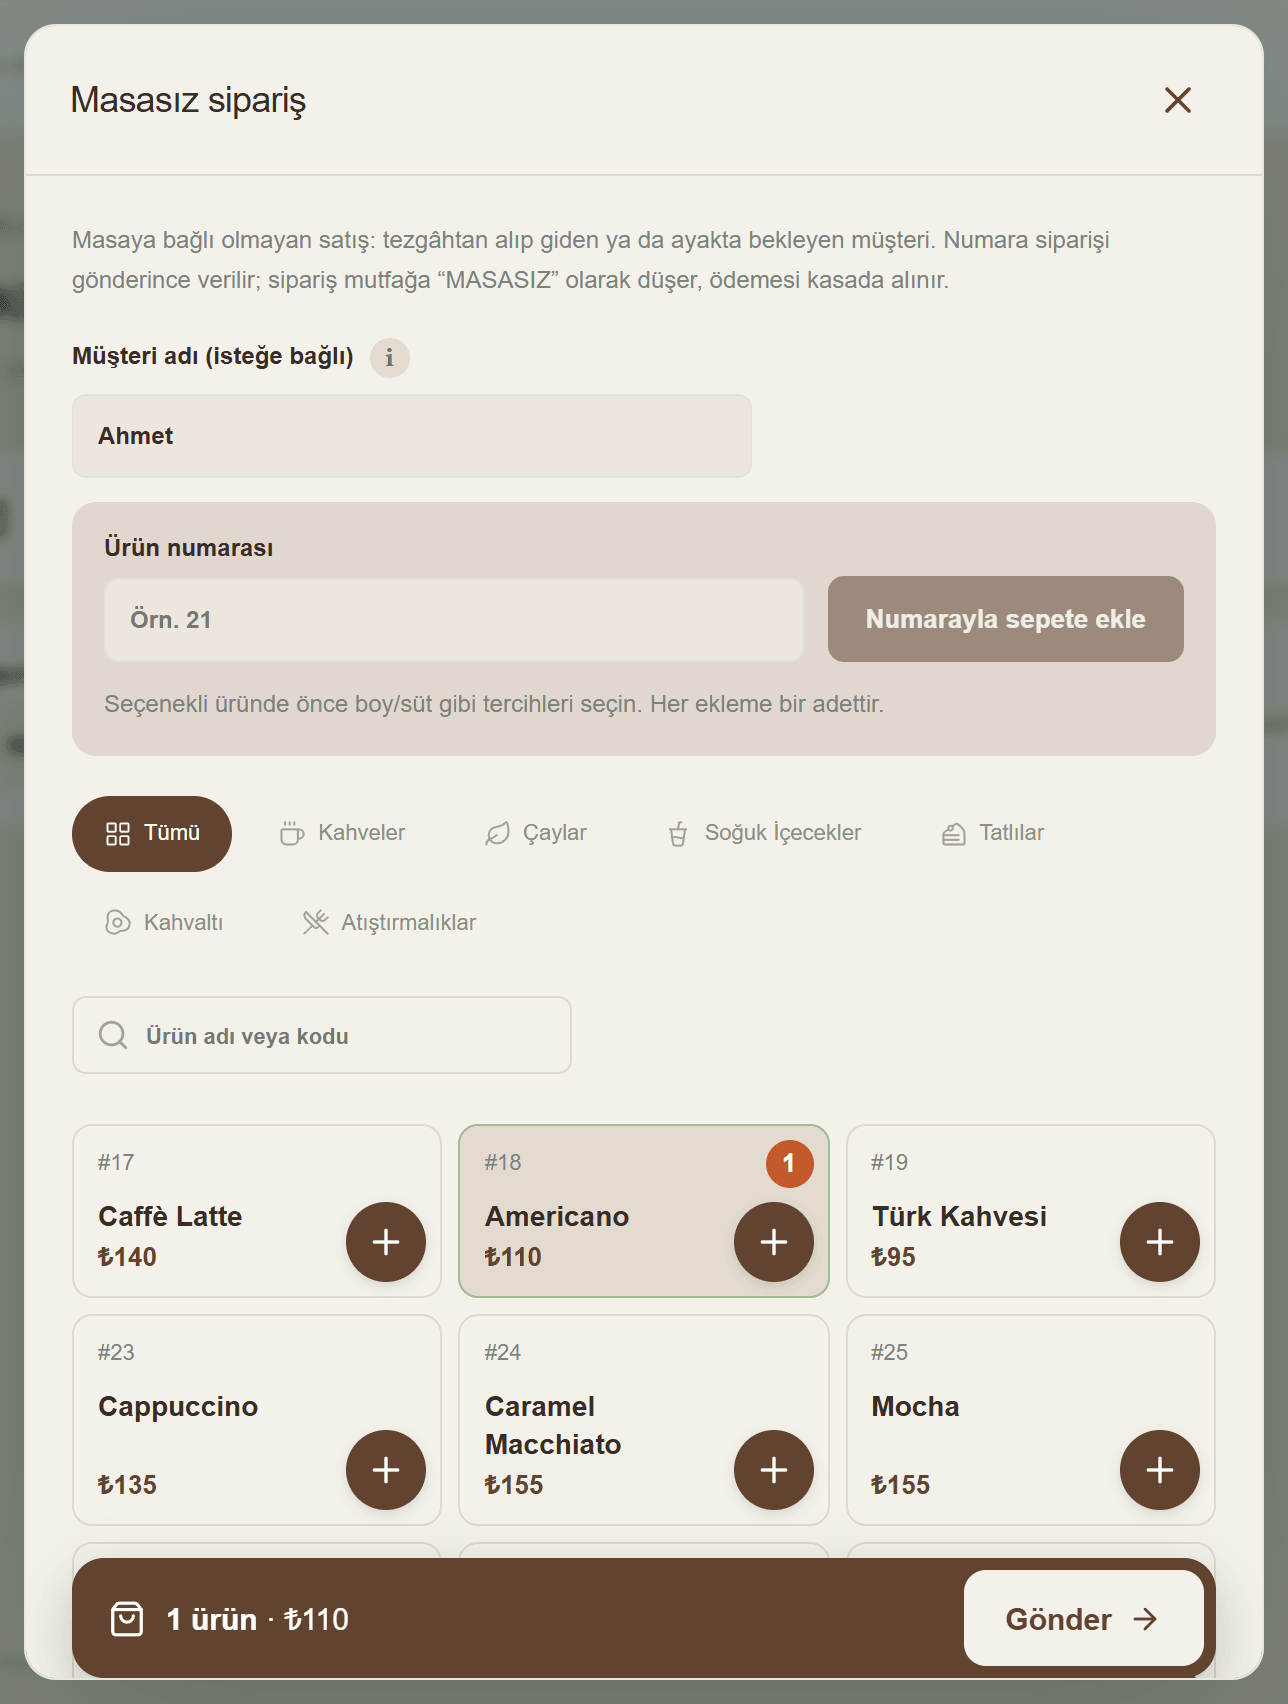 Masasız sipariş
Masaya bağlı olmayan satış: tezgâhtan alıp giden ya da ayakta bekleyen müşteri. Numara siparişi
gönderince verilir; sipariş mutfağa “MASASIZ” olarak düşer, ödemesi kasada alınır.
Müşteri adı (isteğe bağlı) i
Ahmet
Ürün numarası
Örn. 21 Numarayla sepete ekle
Seçenekli üründe önce boy/süt gibi tercihleri seçin. Her ekleme bir adettir.
Tümü Kahveler Çaylar Soğuk İçecekler Tatlılar
Kahvaltı Atıştırmalıklar
Ürün adı veya kodu
#17
Caffè Latte
₺140
#18 1
Americano
₺110
#19
Türk Kahvesi
₺95
#23
Cappuccino
₺135
#24
Caramel
Macchiato
₺155
#25
Mocha
₺155
1 ürün · ₺110 Gönder